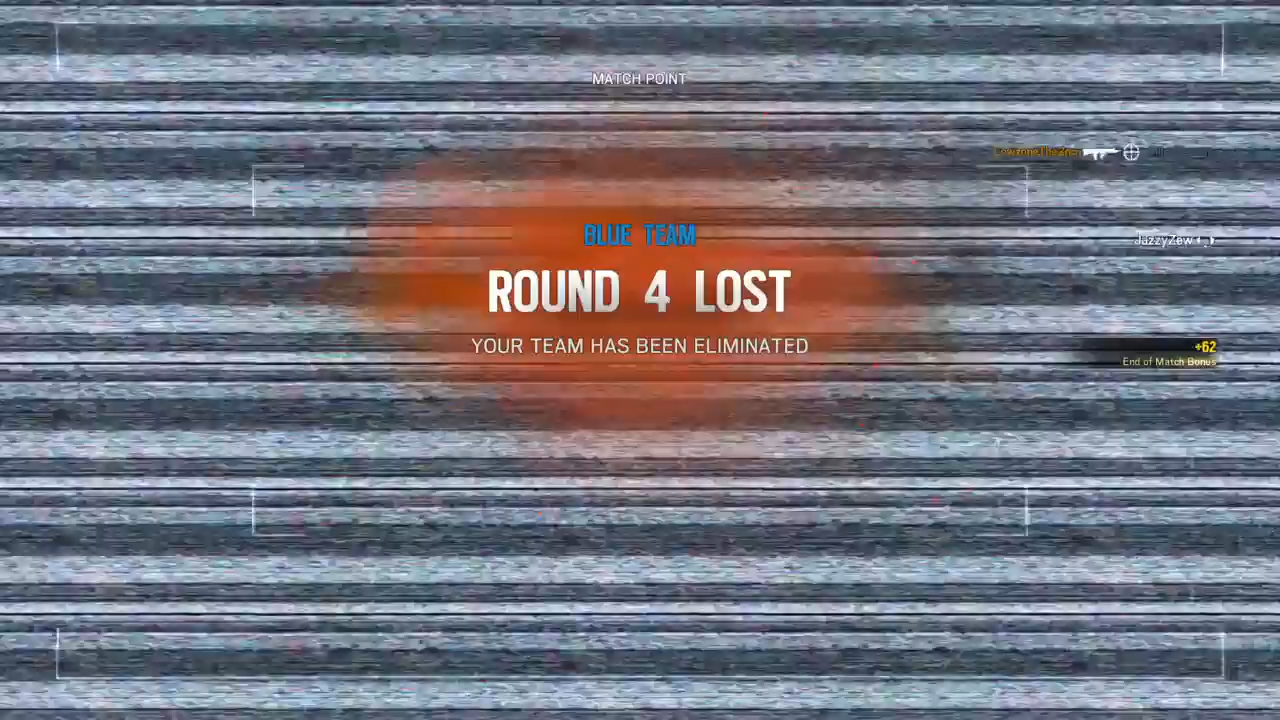 MATCH POINT
BLUE TEAM
ROUND 4 LOST
YOUR TEAM HAS BEEN ELIMINATED
JazzyZew
+62
End of Match Bonus